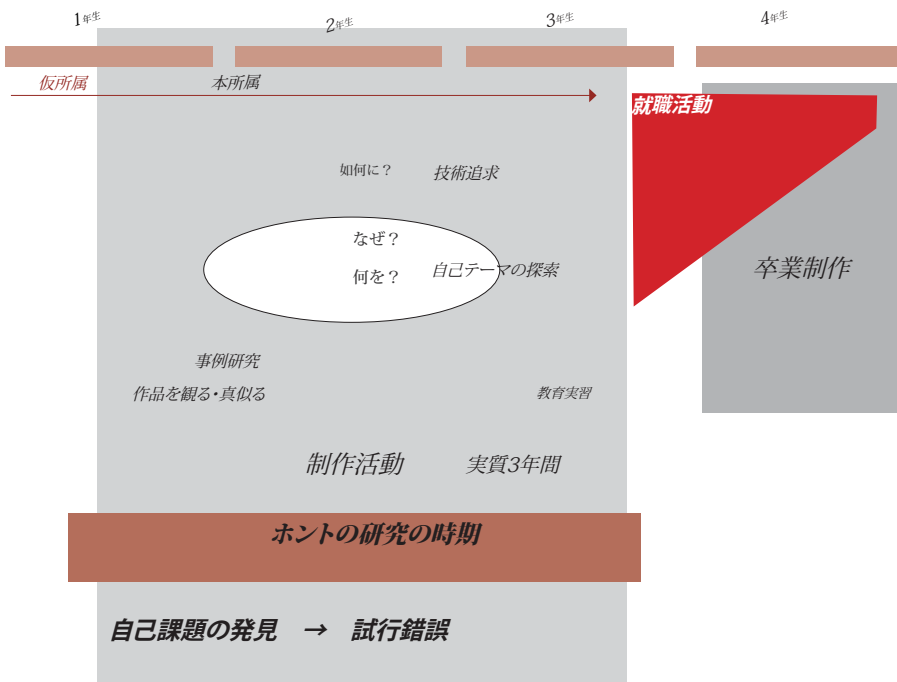 1年生
2年生
3年生
4年生
仮所属
本所属
就職活動
如何に？
技術追求
なぜ？
何を？
自己テーマの探索
卒業制作
事例研究
作品を観る・真似る
教育実習
制作活動
実質3年間
ホントの研究の時期
自己課題の発見　→　試行錯誤